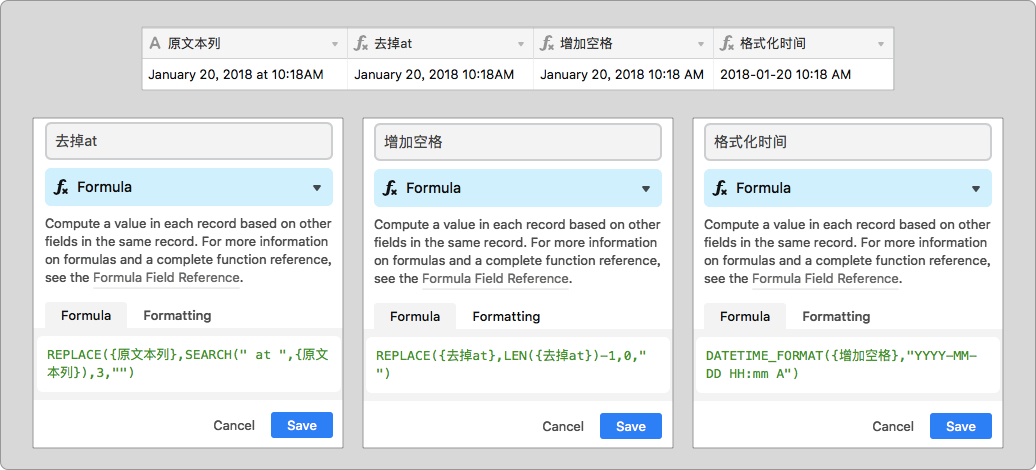 A 原文本列 fx 去掉at fx 增加空格 fx 格式化时间
January 20, 2018 at 10:18AM January 20, 2018 10:18AM January 20, 2018 10:18 AM 2018-01-20 10:18 AM
去掉at
fx Formula
Compute a value in each record based on other
fields in the same record. For more information
on formulas and a complete function reference,
see the Formula Field Reference.
Formula Formatting
REPLACE({原文本列},SEARCH(" at ",{原文
本列}),3,"")
Cancel Save
增加空格
fx Formula
Compute a value in each record based on other
fields in the same record. For more information
on formulas and a complete function reference,
see the Formula Field Reference.
Formula Formatting
REPLACE({去掉at},LEN({去掉at})-1,0,"
")
Cancel Save
格式化时间
fx Formula
Compute a value in each record based on other
fields in the same record. For more information
on formulas and a complete function reference,
see the Formula Field Reference.
Formula Formatting
DATETIME_FORMAT({增加空格},"YYYY-MM-
DD HH:mm A")
Cancel Save